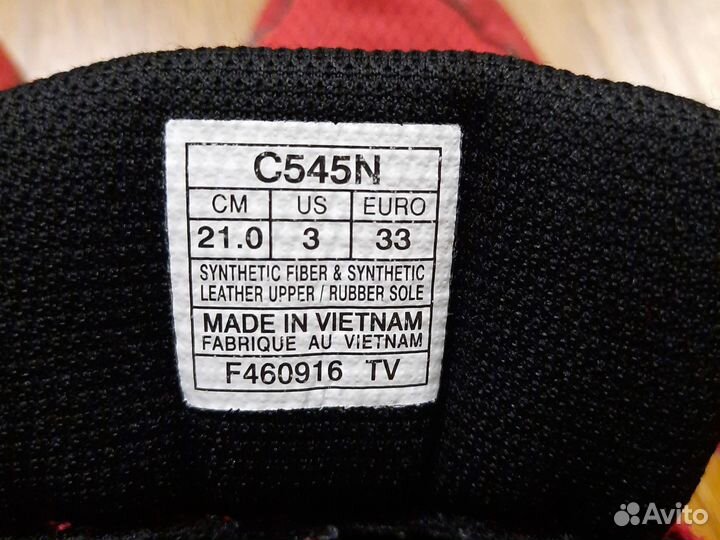 C545N
CM US EURO
21.0 3 33
SYNTHETIC FIBER & SYNTHETIC
LEATHER UPPER / RUBBER SOLE
MADE IN VIETNAM
FABRIQUE AU VIETNAM
F460916 TV
Avito